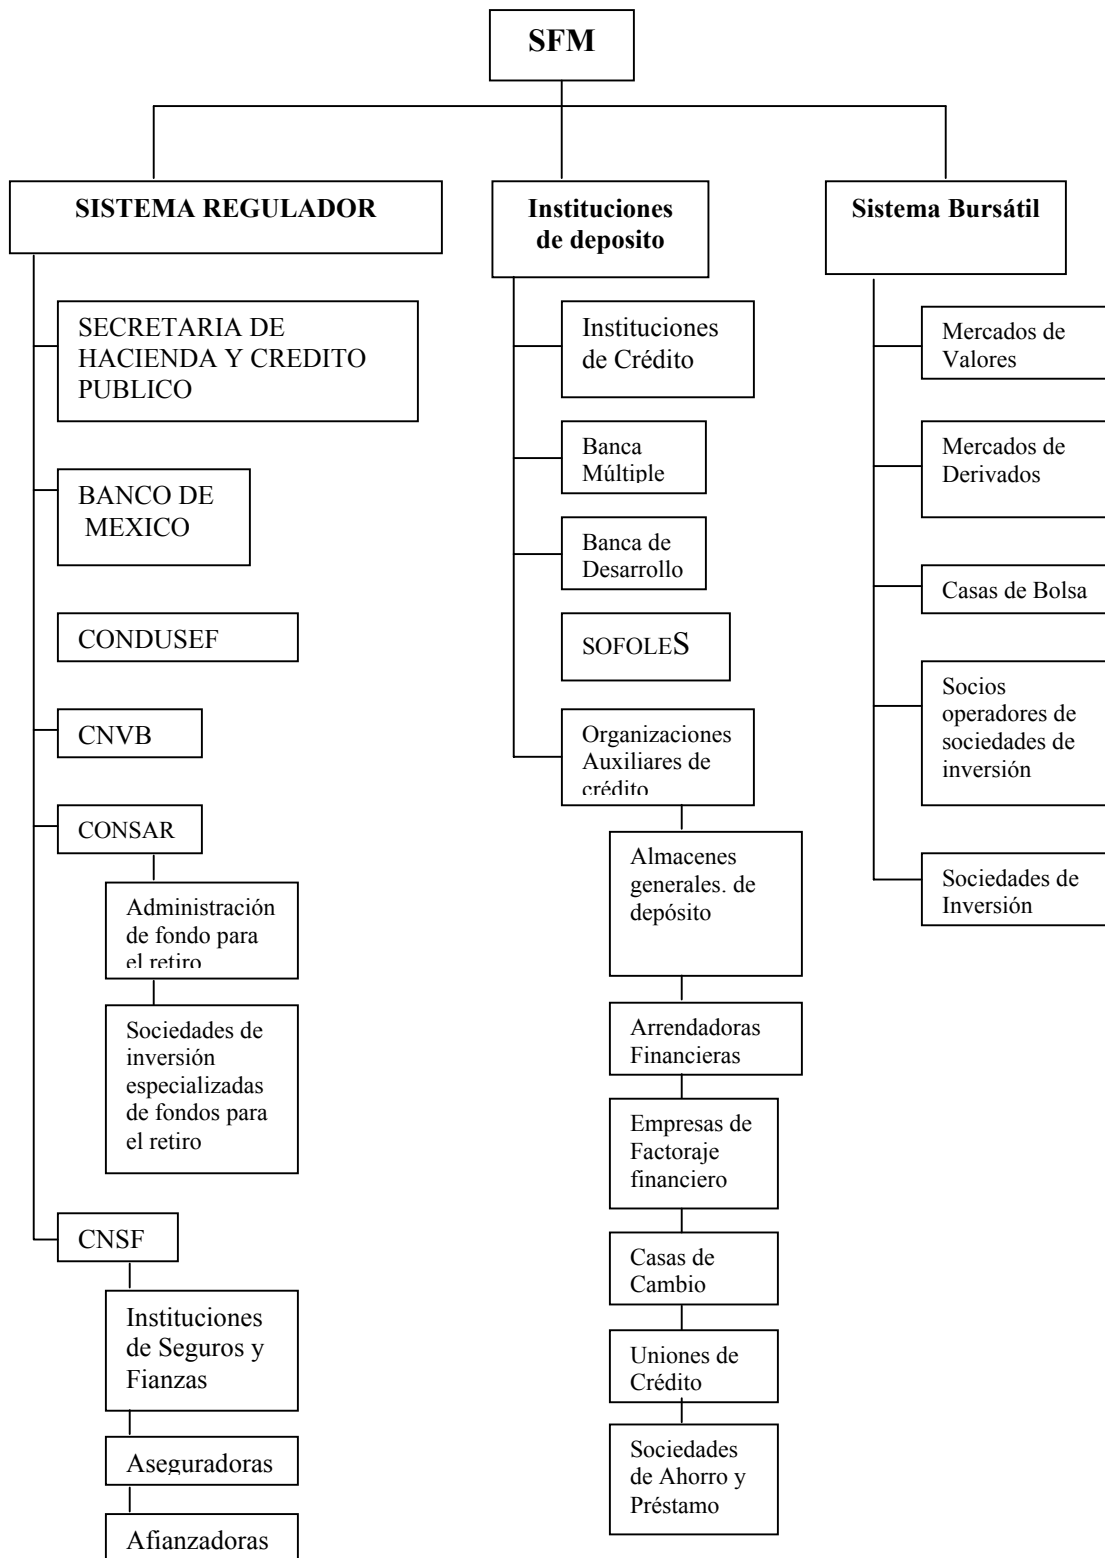 SFM
SISTEMA REGULADOR
SECRETARIA DE
HACIENDA Y CREDITO
PUBLICO
BANCO DE
MEXICO
CONDUSEF
CNVB
CONSAR
Administración
de fondo para
el retiro
Sociedades de
inversión
especializadas
de fondos para
el retiro
CNSF
Instituciones
de Seguros y
Fianzas
Aseguradoras
Afianzadoras
Instituciones
de deposito
Instituciones
de Crédito
Banca
Múltiple
Banca de
Desarrollo
SOFOLES
Organizaciones
Auxiliares de
crédito
Almacenes
generales. de
depósito
Arrendadoras
Financieras
Empresas de
Factoraje
financiero
Casas de
Cambio
Uniones de
Crédito
Sociedades
de Ahorro y
Préstamo
Sistema Bursátil
Mercados de
Valores
Mercados de
Derivados
Casas de Bolsa
Socios
operadores de
sociedades de
inversión
Sociedades de
Inversión